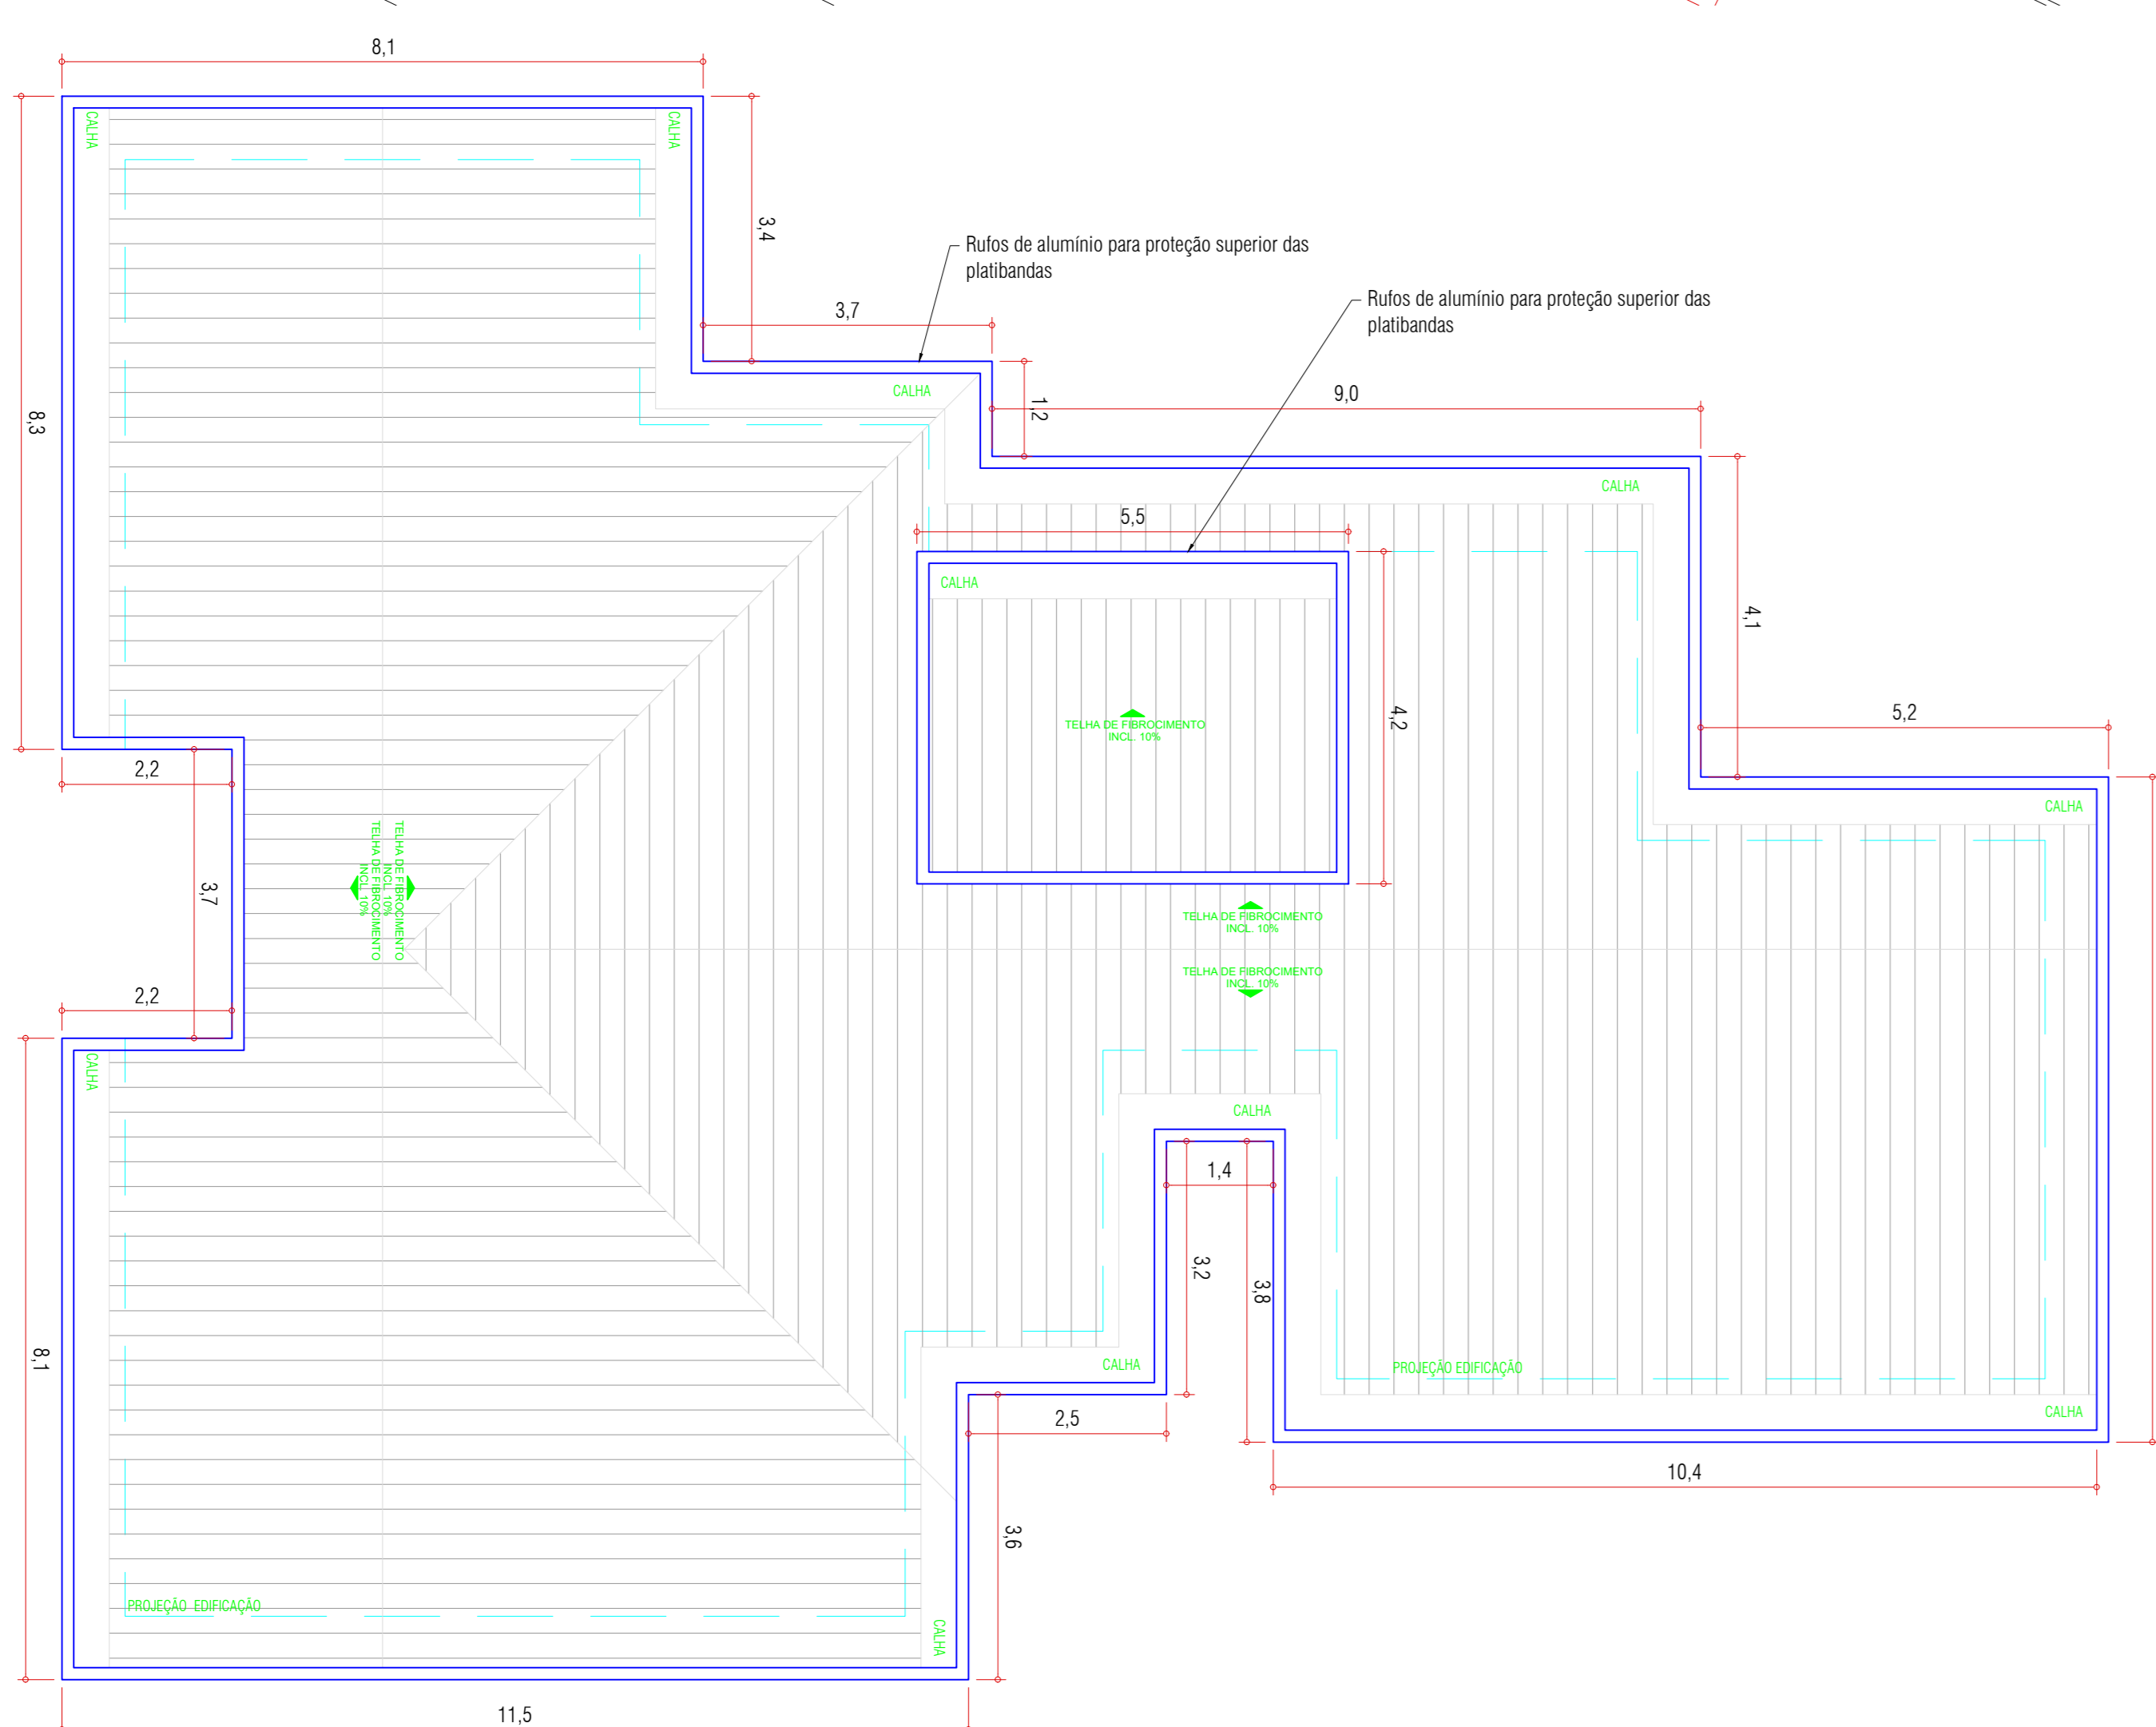 8,1
CALHA
CALHA
3,4
Rufos de alumínio para proteção superior das
platibandas
Rufos de alumínio para proteção superior das
platibandas
3,7
CALHA
1,2
9,0
8,3
CALHA
5,5
CALHA
4,1
TELHA DE FIBROCIMENTO
INCL. 10%
4,2
5,2
2,2
CALHA
TELHA DE FIBROCIMENTO
INCL. 10%
TELHA DE FIBROCIMENTO
INCL. 10%
3,7
TELHA DE FIBROCIMENTO
INCL. 10%
TELHA DE FIBROCIMENTO
INCL. 10%
2,2
CALHA
CALHA
1,4
3,2
3,8
8,1
CALHA
PROJEÇÃO EDIFICAÇÃO
CALHA
2,5
10,4
3,6
PROJEÇÃO EDIFICAÇÃO
CALHA
11,5